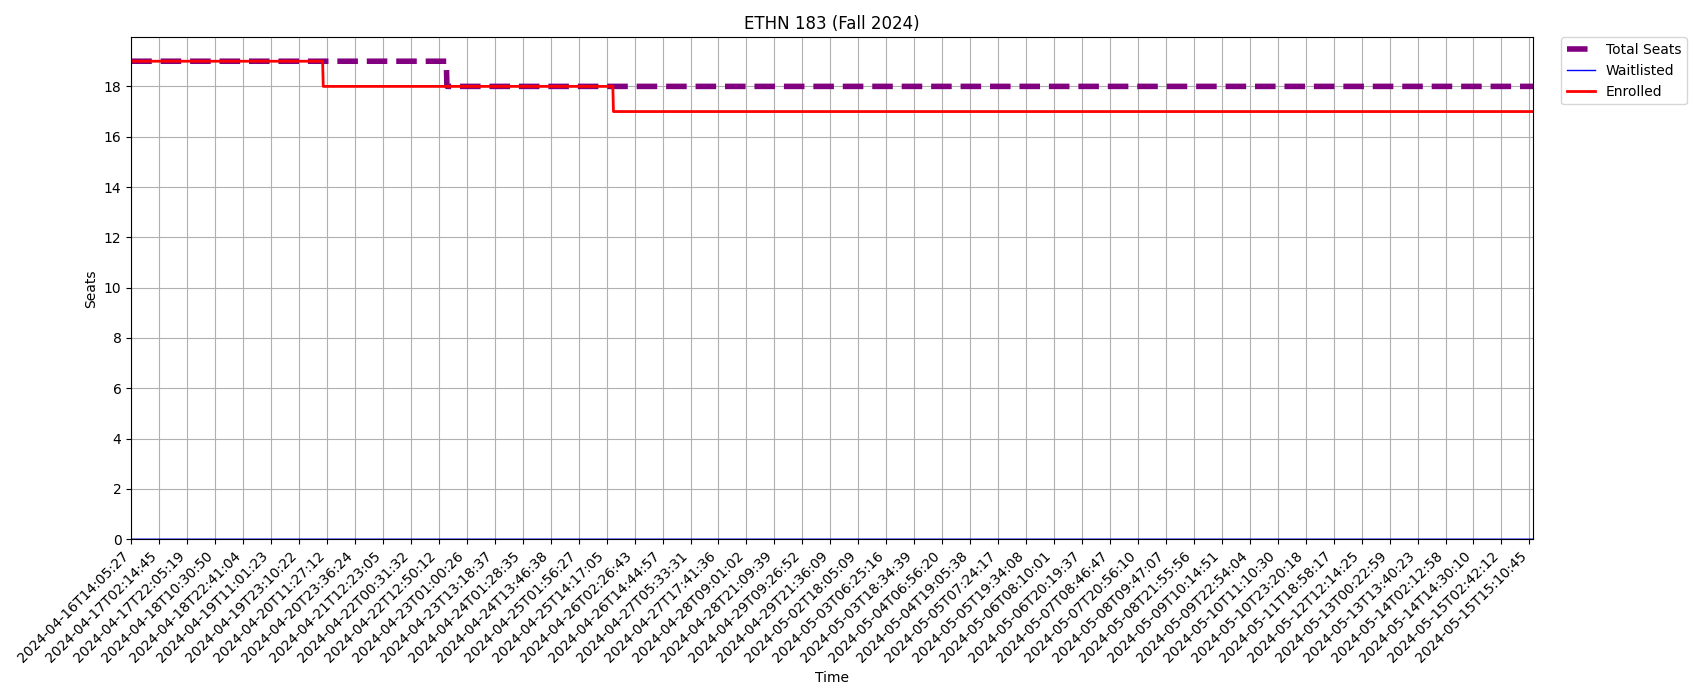 ETHN 183 (Fall 2024)
Total Seats
Waitlisted
Enrolled
18
16
14
12
10
8
6
4
2
0
Seats
2024-04-16T14:05:27
2024-04-17T02:14:45
2024-04-17T22:05:19
2024-04-18T10:30:50
2024-04-18T22:41:04
2024-04-19T11:01:23
2024-04-19T23:10:22
2024-04-20T11:27:12
2024-04-20T23:36:24
2024-04-21T12:23:05
2024-04-22T00:31:32
2024-04-22T12:50:12
2024-04-23T01:00:26
2024-04-23T13:18:37
2024-04-24T01:28:35
2024-04-24T13:46:38
2024-04-25T01:56:27
2024-04-25T14:17:05
2024-04-26T02:26:43
2024-04-26T14:44:57
2024-04-27T05:33:31
2024-04-27T17:41:36
2024-04-28T09:01:02
2024-04-28T21:09:39
2024-04-29T09:26:52
2024-04-29T21:36:09
2024-05-02T18:05:09
2024-05-03T06:25:16
2024-05-03T18:34:39
2024-05-04T06:56:20
2024-05-04T19:05:38
2024-05-05T07:24:17
2024-05-05T19:34:08
2024-05-06T08:10:01
2024-05-06T20:19:37
2024-05-07T08:46:47
2024-05-07T20:56:10
2024-05-08T09:47:07
2024-05-08T21:55:56
2024-05-09T10:14:51
2024-05-09T22:54:04
2024-05-10T11:10:30
2024-05-10T23:20:18
2024-05-11T18:58:17
2024-05-12T12:14:25
2024-05-13T00:22:59
2024-05-13T13:40:23
2024-05-14T02:12:58
2024-05-14T14:30:10
2024-05-15T02:42:12
2024-05-15T15:10:45
Time